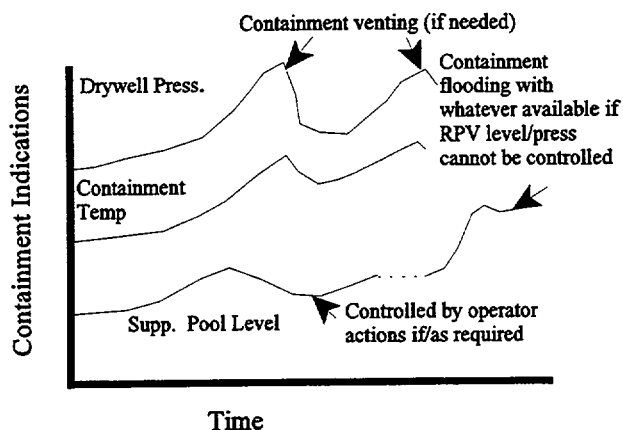 Containment venting (if needed)
Drywell Press.
Containment
flooding with
whatever available if
RPV level/press
cannot be controlled
Containment
Temp
Supp. Pool Level
Controlled by operator
actions if/as required
Containment Indications
Time